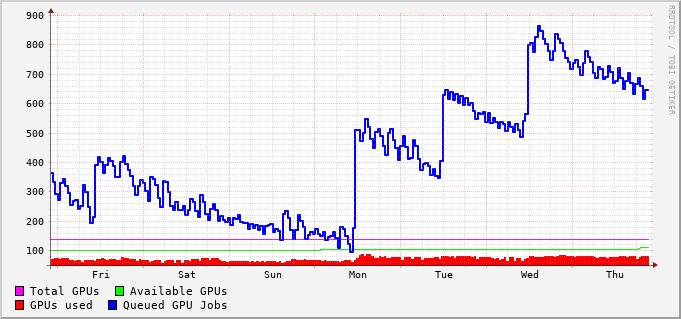 900
800
700
600
500
400
300
200
100
Fri Sat Sun Mon Tue Wed Thu
Total GPUs Available GPUs
GPUs used Queued GPU Jobs
RRDTOOL / TOBI OETIKER